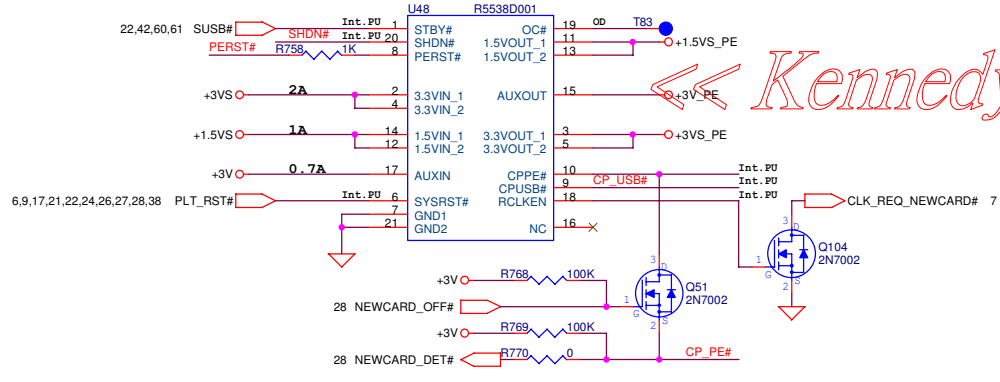 U48 R5538D001
22,42,60,61 SUSB# Int.PU 1 STBY# OC# 19 OD T83
SHDN# 20 Int.PU SHDN# 1.5VOUT_1 11 +1.5VS_PE
PERST# R758 1K 8 PERST# 1.5VOUT_2 13
<< Kennedy
+3VS 2A 2 3.3VIN_1 AUXOUT 15 +3V_PE
4 3.3VIN_2
+1.5VS 1A 14 1.5VIN_1 3.3VOUT_1 3 +3VS_PE
12 1.5VIN_2 3.3VOUT_2 5
+3V 0.7A 17 AUXIN CPPE# 10 Int.PU
CPUSB# 9 CP_USB# Int.PU
6,9,17,21,22,24,26,27,28,38 PLT_RST# Int.PU 6 SYSRST# RCLKEN 18 Int.PU CLK_REQ_NEWCARD# 7
7 GND1
21 GND2 NC 16
3 D
Q104
1 G
2N7002
2 S
+3V R768 100K 3 D
Q51
28 NEWCARD_OFF# 1 G 2N7002
+3V R769 100K 2 S
28 NEWCARD_DET# R770 0 CP_PE#